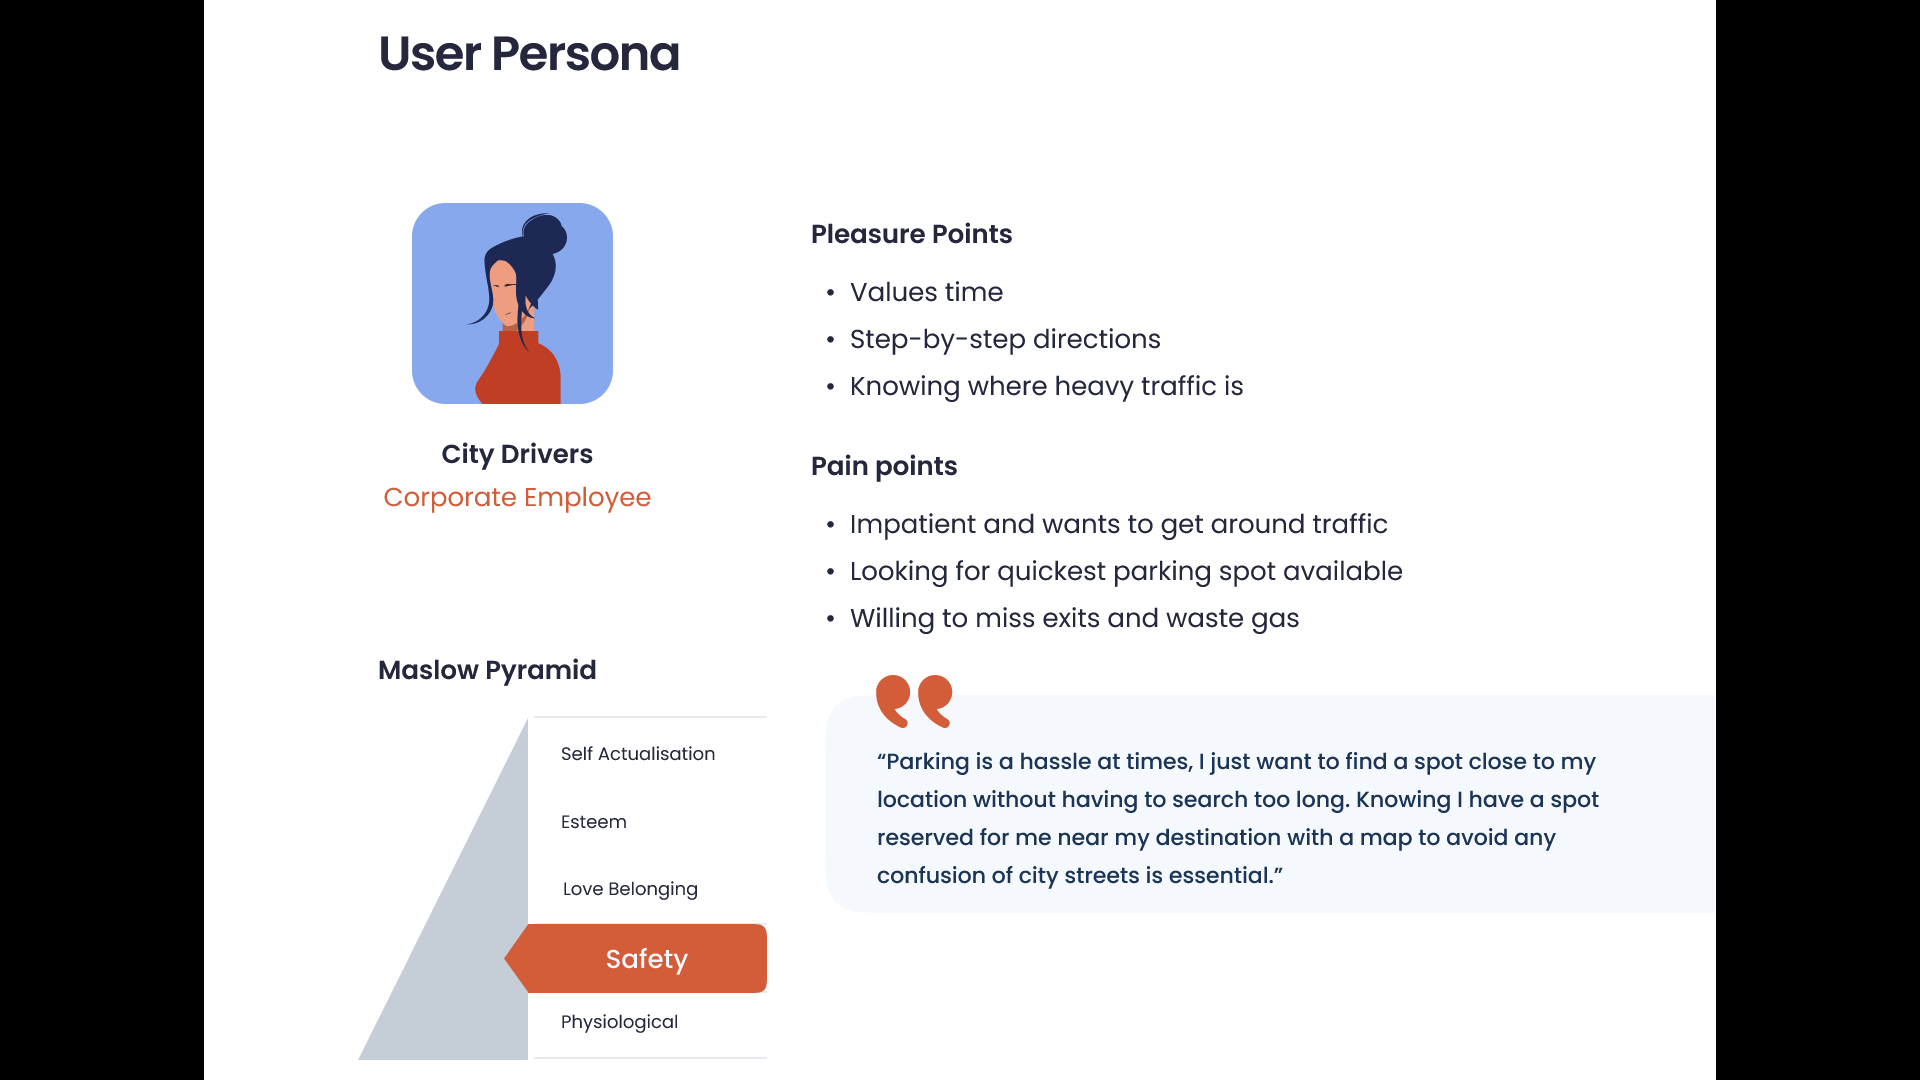 User Persona
City Drivers
Corporate Employee
Pleasure Points
• Values time
• Step-by-step directions
• Knowing where heavy traffic is
Pain points
• Impatient and wants to get around traffic
• Looking for quickest parking spot available
• Willing to miss exits and waste gas
Maslow Pyramid
Self Actualisation
Esteem
Love Belonging
Safety
Physiological
“Parking is a hassle at times, I just want to find a spot close to my
location without having to search too long. Knowing I have a spot
reserved for me near my destination with a map to avoid any
confusion of city streets is essential.”